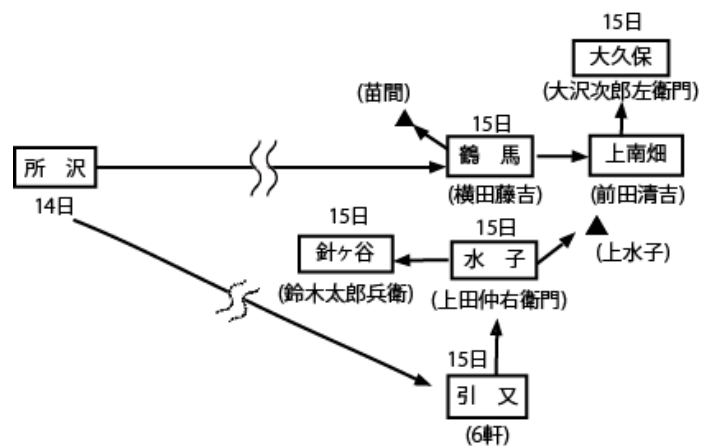 15日
大久保
(大沢次郎左衛門)
(苗間)
15日
鶴 馬
(横田藤吉)
上南畑
(前田清吉)
所 沢
14日
15日
針ヶ谷
(鈴木太郎兵衛)
15日
水 子
(上田仲右衛門)
(上水子)
15日
引 又
(6軒)